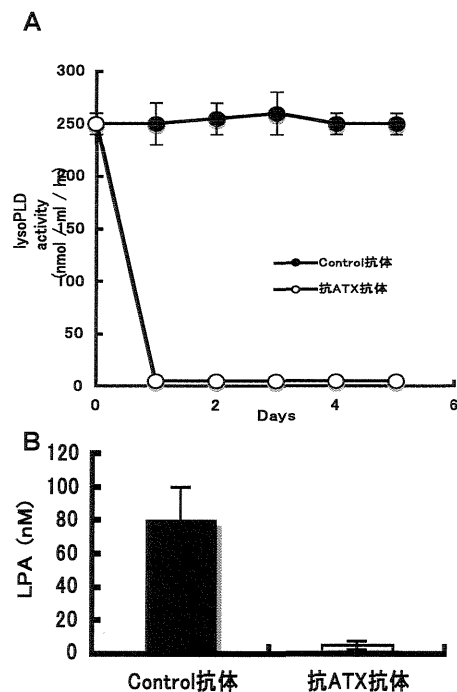 A
300
250
200
150
100
50
0
lysoPLD
activity
(nmol / ml / hr)
Control抗体
抗ATX抗体
0
2
4
6
Days
B
120
100
80
60
40
20
0
LPA (nM)
Control抗体
抗ATX抗体